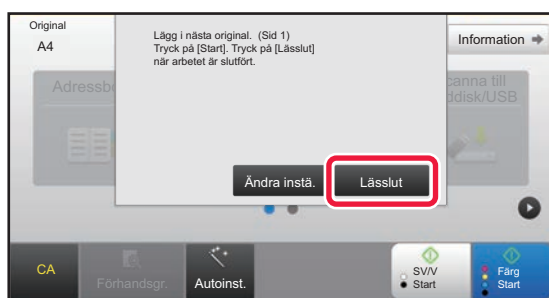 Original
A4
Lägg i nästa original. (Sid 1)
Tryck på [Start]. Tryck på [Lässlut]
när arbetet är slutfört.
Information
Adressb
canna till
ddisk/USB
Ändra instä.
Lässlut
CA
Förhandsgr.
Autoinst.
SV/V
Start
Färg
Start